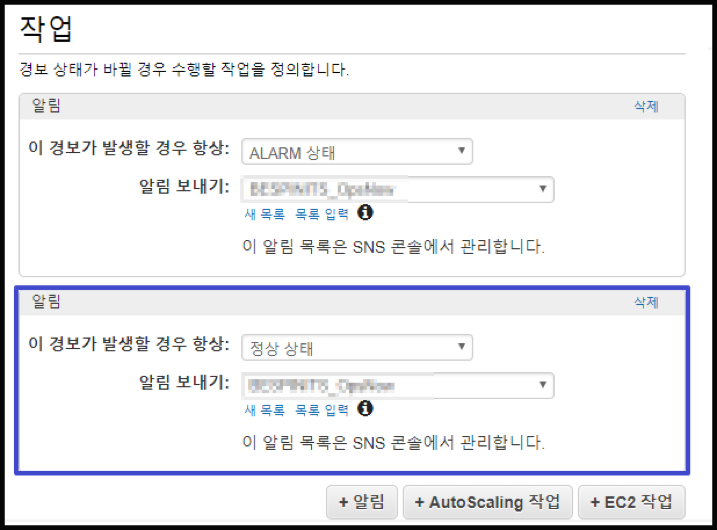 작업
경보 상태가 바뀔 경우 수행할 작업을 정의합니다.
알림 삭제
이 경보가 발생할 경우 항상: ALARM 상태
알림 보내기:
새 목록 목록 입력
이 알림 목록은 SNS 콘솔에서 관리합니다.
알림 삭제
이 경보가 발생할 경우 항상: 정상 상태
알림 보내기:
새 목록 목록 입력
이 알림 목록은 SNS 콘솔에서 관리합니다.
+ 알림 + AutoScaling 작업 + EC2 작업